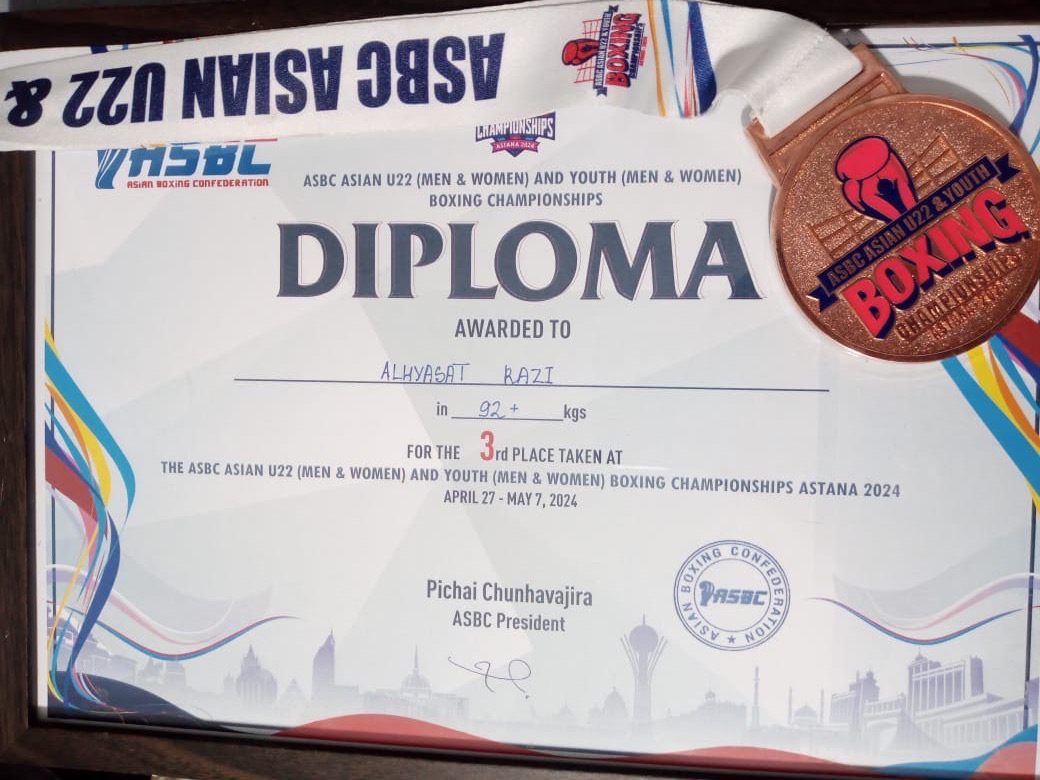 ASBC ASIAN U22 &
BOXING
ASBC
ASIAN BOXING CONFEDERATION
CHAMPIONSHIPS
ASTANA 2024
ASBC ASIAN U22 (MEN & WOMEN) AND YOUTH (MEN & WOMEN)
BOXING CHAMPIONSHIPS
DIPLOMA
AWARDED TO
ALHYASAT RAZI
in 92+ kgs
FOR THE 3rd PLACE TAKEN AT
THE ASBC ASIAN U22 (MEN & WOMEN) AND YOUTH (MEN & WOMEN) BOXING CHAMPIONSHIPS ASTANA 2024
APRIL 27 - MAY 7, 2024
Pichai Chunhavajira
ASBC President
ASIAN BOXING CONFEDERATION
ASBC
ASBC ASIAN U22 & YOUTH
BOXING
CHAMPIONSHIPS